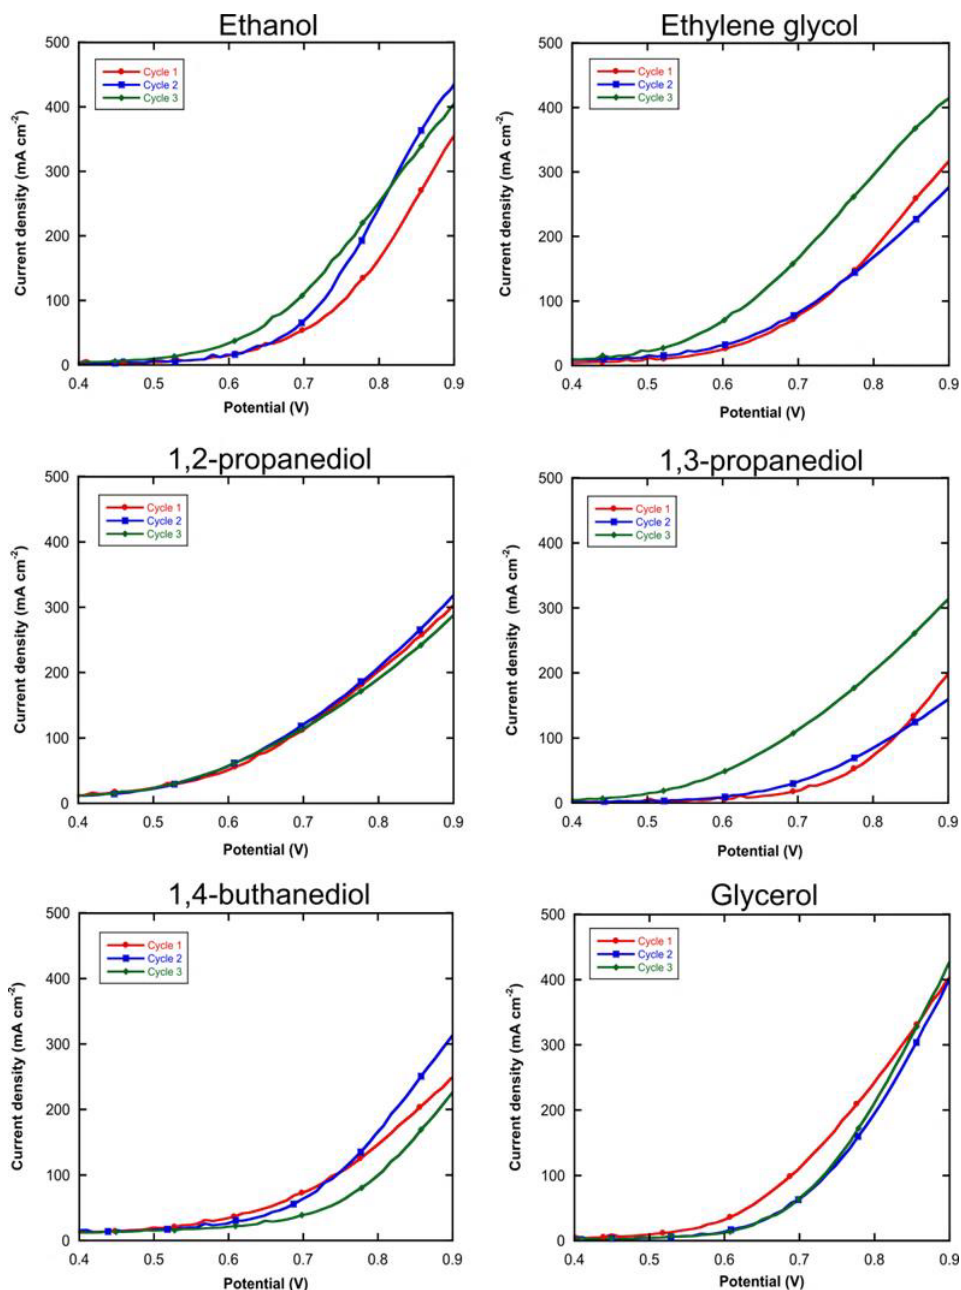 Ethanol
500
400
300
200
100
0
Current density (mA cm⁻²)
Cycle 1
Cycle 2
Cycle 3
0.4 0.5 0.6 0.7 0.8 0.9
Potential (V)
Ethylene glycol
500
400
300
200
100
0
Current density (mA cm⁻²)
Cycle 1
Cycle 2
Cycle 3
0.4 0.5 0.6 0.7 0.8 0.9
Potential (V)
1,2-propanediol
500
400
300
200
100
0
Current density (mA cm⁻²)
Cycle 1
Cycle 2
Cycle 3
0.4 0.5 0.6 0.7 0.8 0.9
Potential (V)
1,3-propanediol
500
400
300
200
100
0
Current density (mA cm⁻²)
Cycle 1
Cycle 2
Cycle 3
0.4 0.5 0.6 0.7 0.8 0.9
Potential (V)
1,4-buthanediol
500
400
300
200
100
0
Current density (mA cm⁻²)
Cycle 1
Cycle 2
Cycle 3
0.4 0.5 0.6 0.7 0.8 0.9
Potential (V)
Glycerol
500
400
300
200
100
0
Current density (mA cm⁻²)
Cycle 1
Cycle 2
Cycle 3
0.4 0.5 0.6 0.7 0.8 0.9
Potential (V)